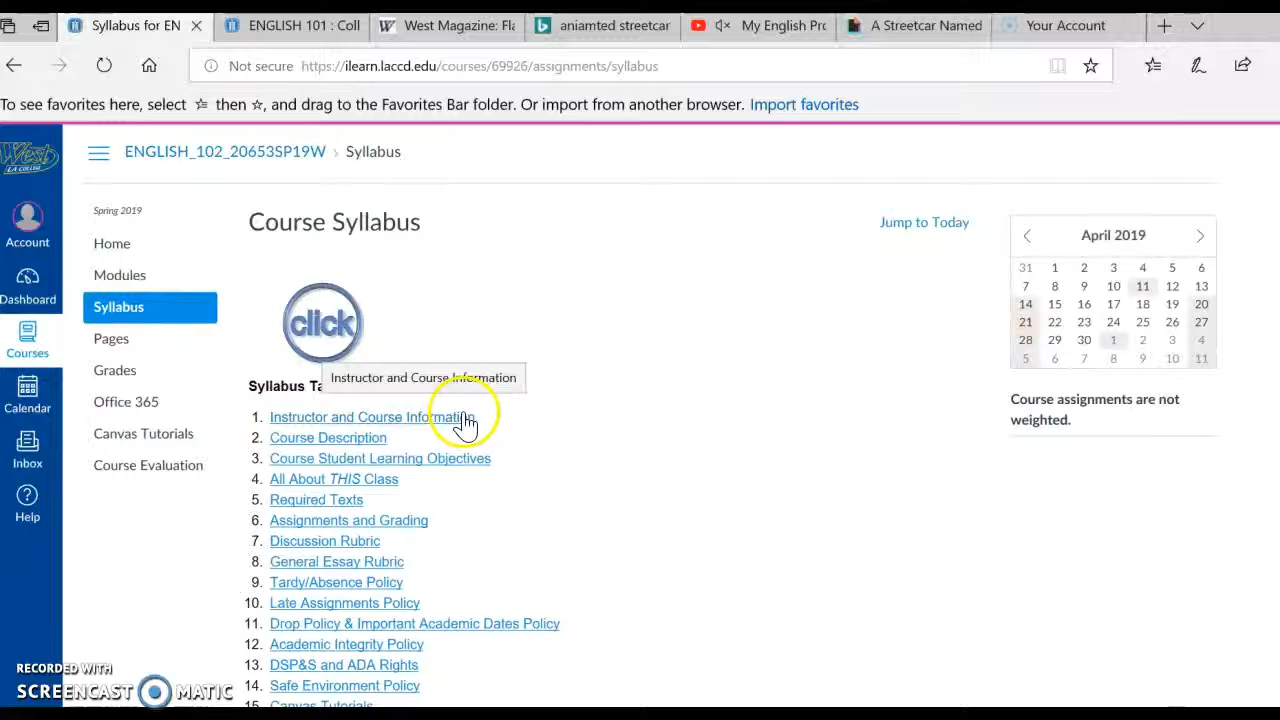 Syllabus for EN
ENGLISH 101 : Coll
West Magazine: Fla
aniamted streetcar
My English Pro
A Streetcar Named
Your Account
Not secure https://ilearn.laccd.edu/courses/69926/assignments/syllabus
To see favorites here, select then ☆, and drag to the Favorites Bar folder. Or import from another browser. Import favorites
West
LA COLLEGE
ENGLISH_102_20653SP19W > Syllabus
Account
Dashboard
Courses
Calendar
Inbox
Help
Spring 2019
Home
Modules
Syllabus
Pages
Grades
Office 365
Canvas Tutorials
Course Evaluation
Course Syllabus
Jump to Today
click
Instructor and Course Information
Syllabus Ta
1. Instructor and Course Information
2. Course Description
3. Course Student Learning Objectives
4. All About THIS Class
5. Required Texts
6. Assignments and Grading
7. Discussion Rubric
8. General Essay Rubric
9. Tardy/Absence Policy
10. Late Assignments Policy
11. Drop Policy & Important Academic Dates Policy
12. Academic Integrity Policy
13. DSP&S and ADA Rights
14. Safe Environment Policy
15. Canvas Tutorials
April 2019
31 1 2 3 4 5 6
7 8 9 10 11 12 13
14 15 16 17 18 19 20
21 22 23 24 25 26 27
28 29 30 1 2 3 4
5 6 7 8 9 10 11
Course assignments are not
weighted.
RECORDED WITH
SCREENCAST MATIC